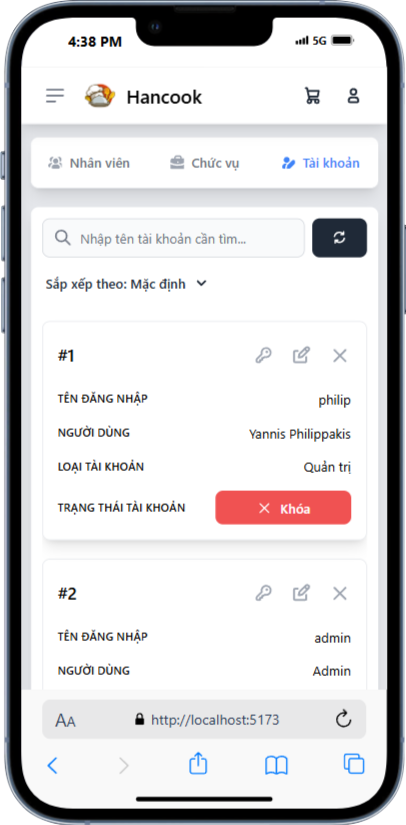 4:38 PM 5G
Hancook
Nhân viên Chức vụ Tài khoản
Nhập tên tài khoản cần tìm...
Sắp xếp theo: Mặc định
#1
TÊN ĐĂNG NHẬP philip
NGƯỜI DÙNG Yannis Philippakis
LOẠI TÀI KHOẢN Quản trị
TRẠNG THÁI TÀI KHOẢN Khóa
#2
TÊN ĐĂNG NHẬP admin
NGƯỜI DÙNG Admin
AA http://localhost:5173